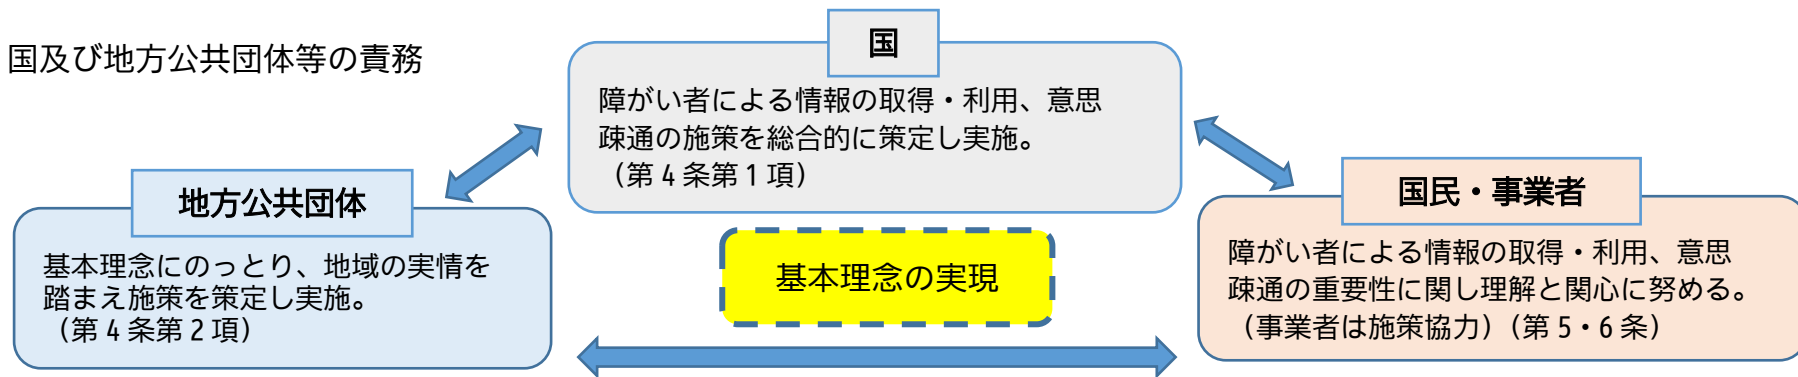 国及び地方公共団体等の責務
国
障がい者による情報の取得・利用、意思
疎通の施策を総合的に策定し実施。
（第4条第1項）
地方公共団体
基本理念にのっとり、地域の実情を
踏まえ施策を策定し実施。
（第4条第2項）
基本理念の実現
国民・事業者
障がい者による情報の取得・利用、意思
疎通の重要性に関し理解と関心に努める。
（事業者は施策協力）（第5・6条）